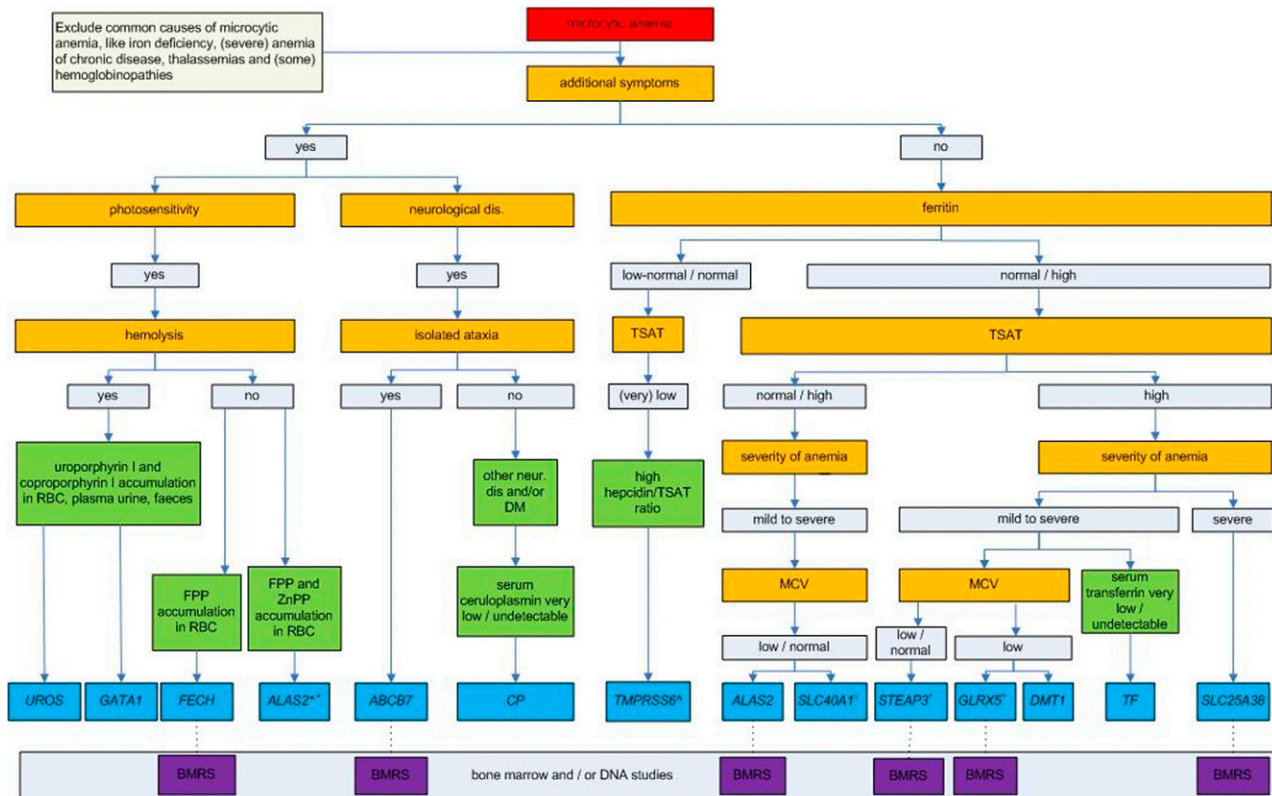 Exclude common causes of microcytic
anemia, like iron deficiency, (severe) anemia
of chronic disease, thalassemias and (some)
hemoglobinopathies
microcytic anemia
additional symptoms
yes
no
photosensitivity
neurological dis.
ferritin
yes
yes
low-normal / normal
normal / high
hemolysis
isolated ataxia
TSAT
TSAT
yes
no
yes
no
(very) low
normal / high
high
uroporphyrin I and
coproporphyrin I accumulation
in RBC, plasma urine, faeces
other neur.
dis and/or
DM
high
hepcidin/TSAT
ratio
severity of anemia
severity of anemia
mild to severe
mild to severe
severe
FPP
accumulation
in RBC
FPP and
ZnPP
accumulation
in RBC
serum
ceruloplasmin very
low / undetectable
MCV
MCV
serum
transferrin very
low /
undetectable
low / normal
low /
normal
low
UROS
GATA1
FECH
ALAS2*,^
ABCB7
CP
TMPRSS6^
ALAS2
SLC40A1
STEAP3
GLRX5
DMT1
TF
SLC25A38
BMRS
BMRS
bone marrow and / or DNA studies
BMRS
BMRS
BMRS
BMRS